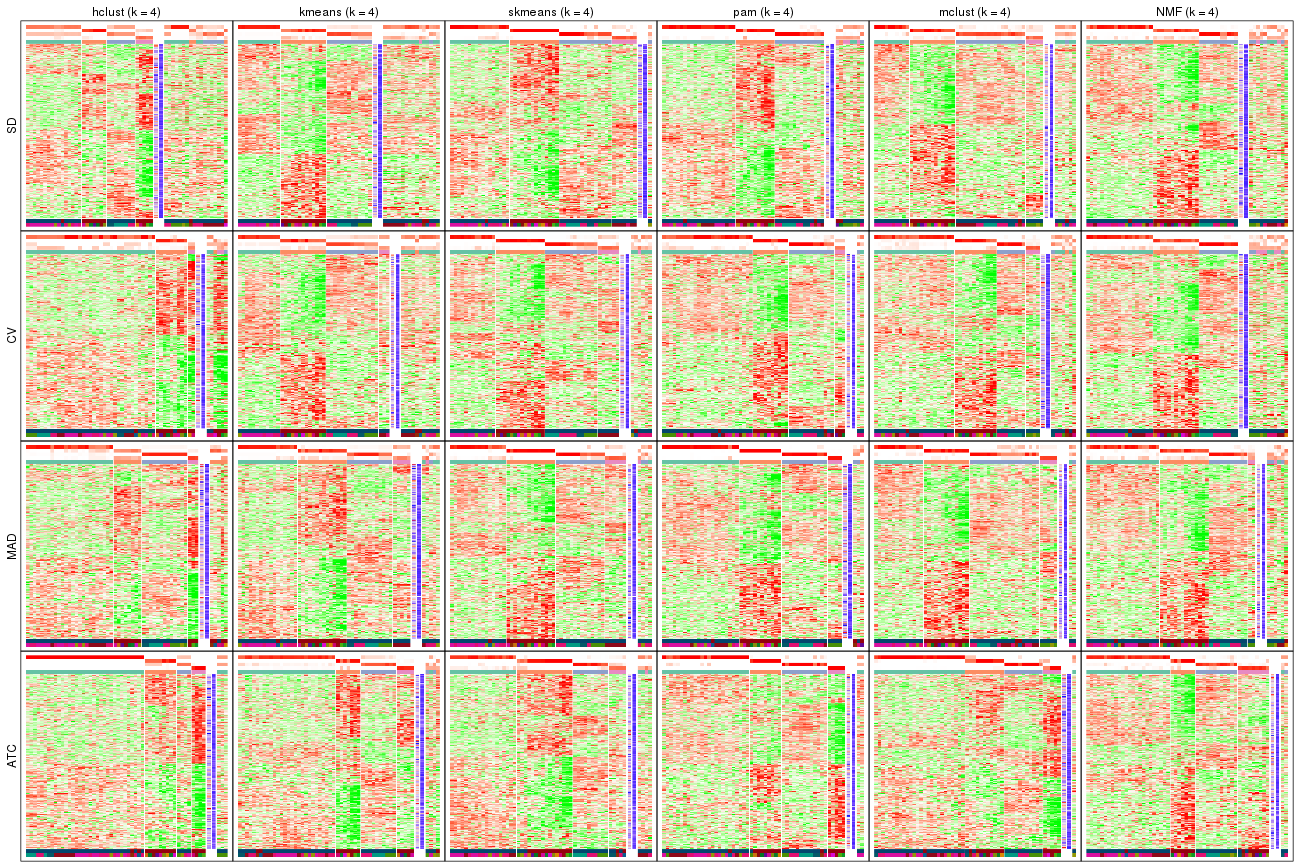 hclust (k = 4) kmeans (k = 4) skmeans (k = 4) pam (k = 4) mclust (k = 4) NMF (k = 4)
SD
CV
MAD
ATC